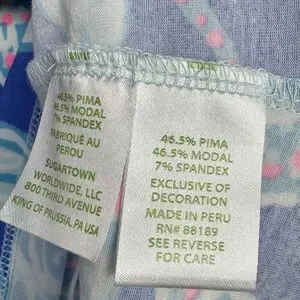 46.5% PIMA
46.5% MODAL
7% SPANDEX
FABRIQUÉ AU
PEROU
SUGARTOWN
WORLDWIDE, LLC
800 THIRD AVENUE
KING OF PRUSSIA, PA USA
46.5% PIMA
46.5% MODAL
7% SPANDEX
EXCLUSIVE OF
DECORATION
MADE IN PERU
RN# 88189
SEE REVERSE
FOR CARE